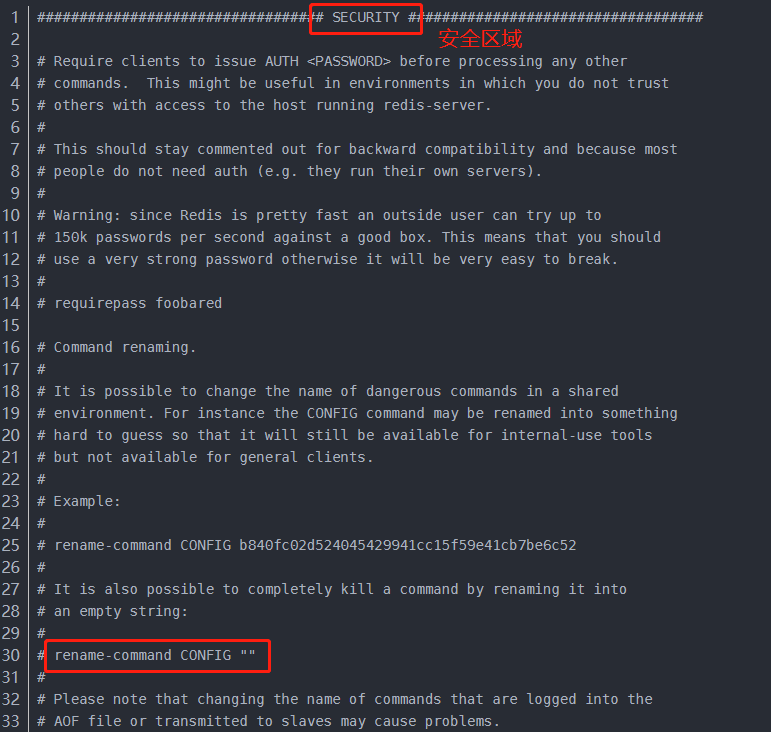 1 ################################## SECURITY ###################################
安全区域
2
3 # Require clients to issue AUTH <PASSWORD> before processing any other
4 # commands.  This might be useful in environments in which you do not trust
5 # others with access to the host running redis-server.
6 #
7 # This should stay commented out for backward compatibility and because most
8 # people do not need auth (e.g. they run their own servers).
9 #
10 # Warning: since Redis is pretty fast an outside user can try up to
11 # 150k passwords per second against a good box. This means that you should
12 # use a very strong password otherwise it will be very easy to break.
13 #
14 # requirepass foobared
15
16 # Command renaming.
17 #
18 # It is possible to change the name of dangerous commands in a shared
19 # environment. For instance the CONFIG command may be renamed into something
20 # hard to guess so that it will still be available for internal-use tools
21 # but not available for general clients.
22 #
23 # Example:
24 #
25 # rename-command CONFIG b840fc02d524045429941cc15f59e41cb7be6c52
26 #
27 # It is also possible to completely kill a command by renaming it into
28 # an empty string:
29 #
30 # rename-command CONFIG ""
31 #
32 # Please note that changing the name of commands that are logged into the
33 # AOF file or transmitted to slaves may cause problems.